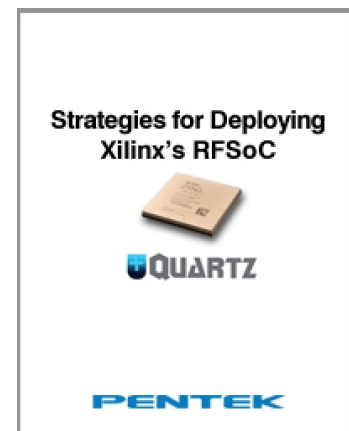 Strategies for Deploying
Xilinx's RFSoC
QUARTZ
PENTEK